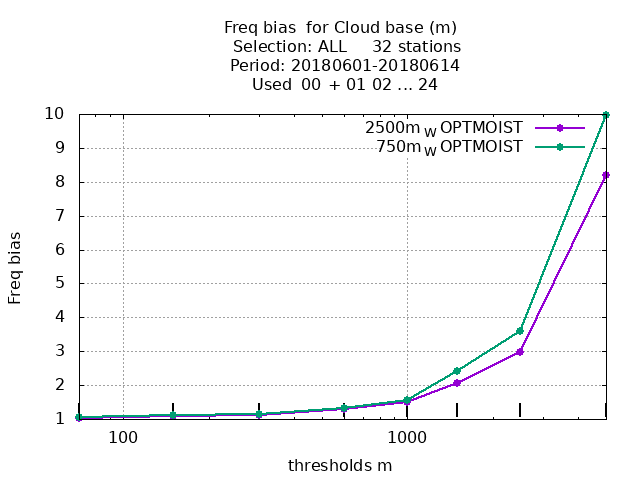 Freq bias  for Cloud base (m)
Selection: ALL     32 stations
Period: 20180601-20180614
Used  00 + 01 02 ... 24
10
9
8
7
6
5
4
3
2
1
Freq bias
2500m W OPTMOIST
750m W OPTMOIST
100
1000
thresholds m